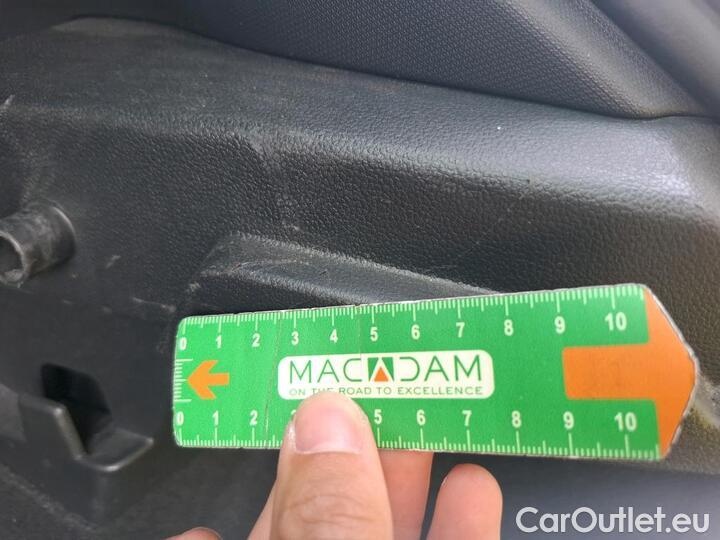 0 1 2 3 4 5 6 7 8 9 10
MACADAM
ON THE ROAD TO EXCELLENCE
0 1 2 3 5 6 7 8 9 10
CarOutlet.eu